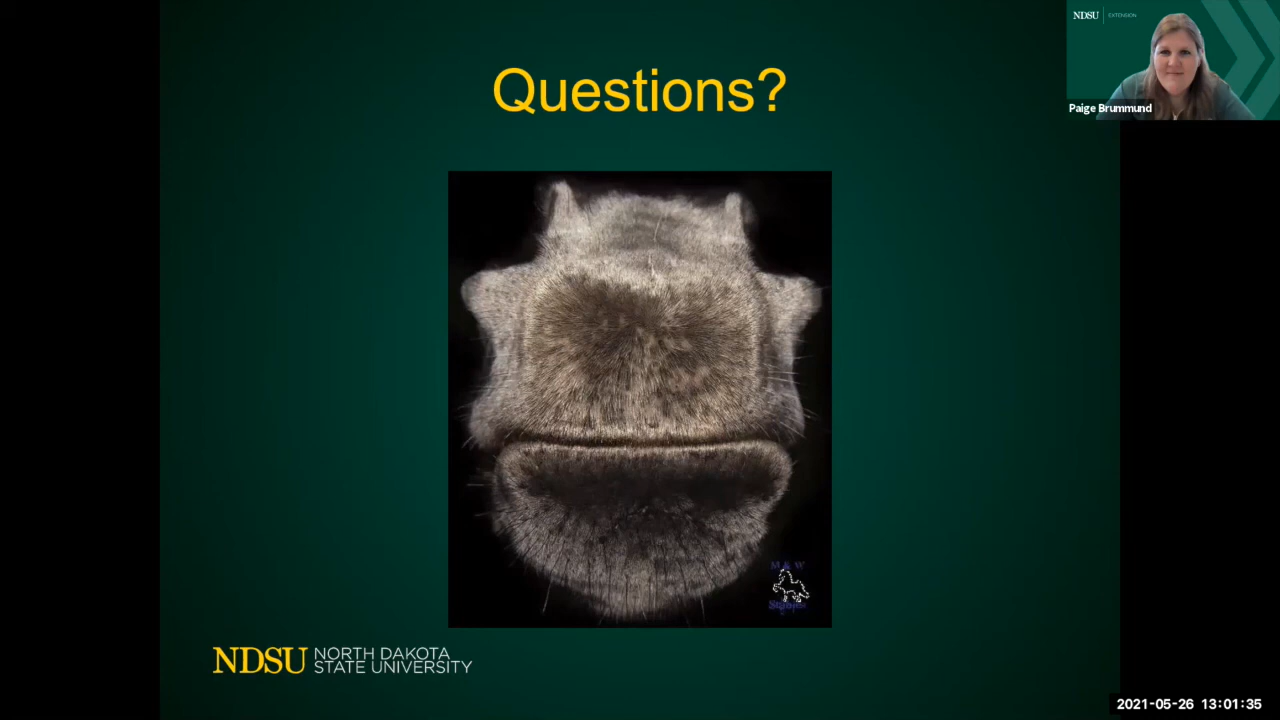 NDSU EXTENSION
Paige Brummund
Questions?
M & W
NDSU NORTH DAKOTA
STATE UNIVERSITY
2021-05-26 13:01:35